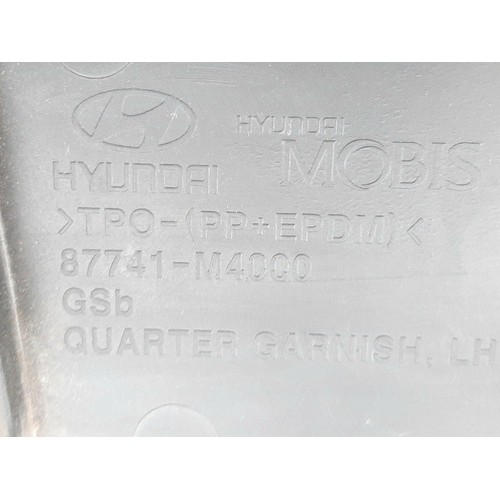 HYUNDAI
HYUNDAI
MOBIS
>TPO-(PP+EPDM)<
87741-M4000
GSb
QUARTER GARNISH, LH